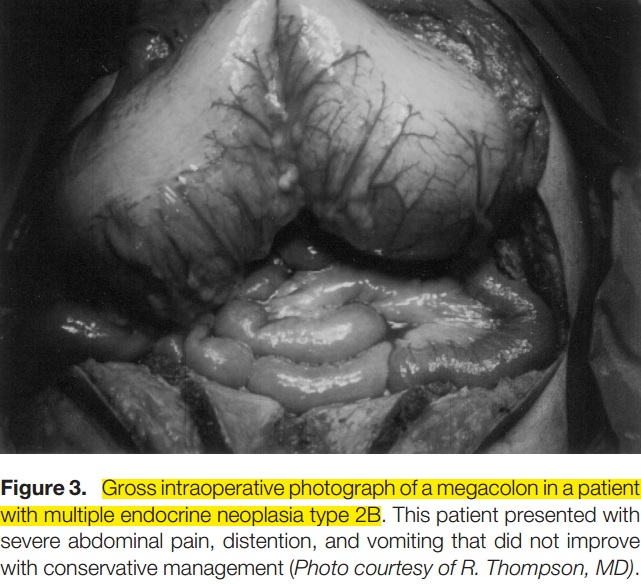 Figure 3. Gross intraoperative photograph of a megacolon in a patient
with multiple endocrine neoplasia type 2B. This patient presented with
severe abdominal pain, distention, and vomiting that did not improve
with conservative management (Photo courtesy of R. Thompson, MD).